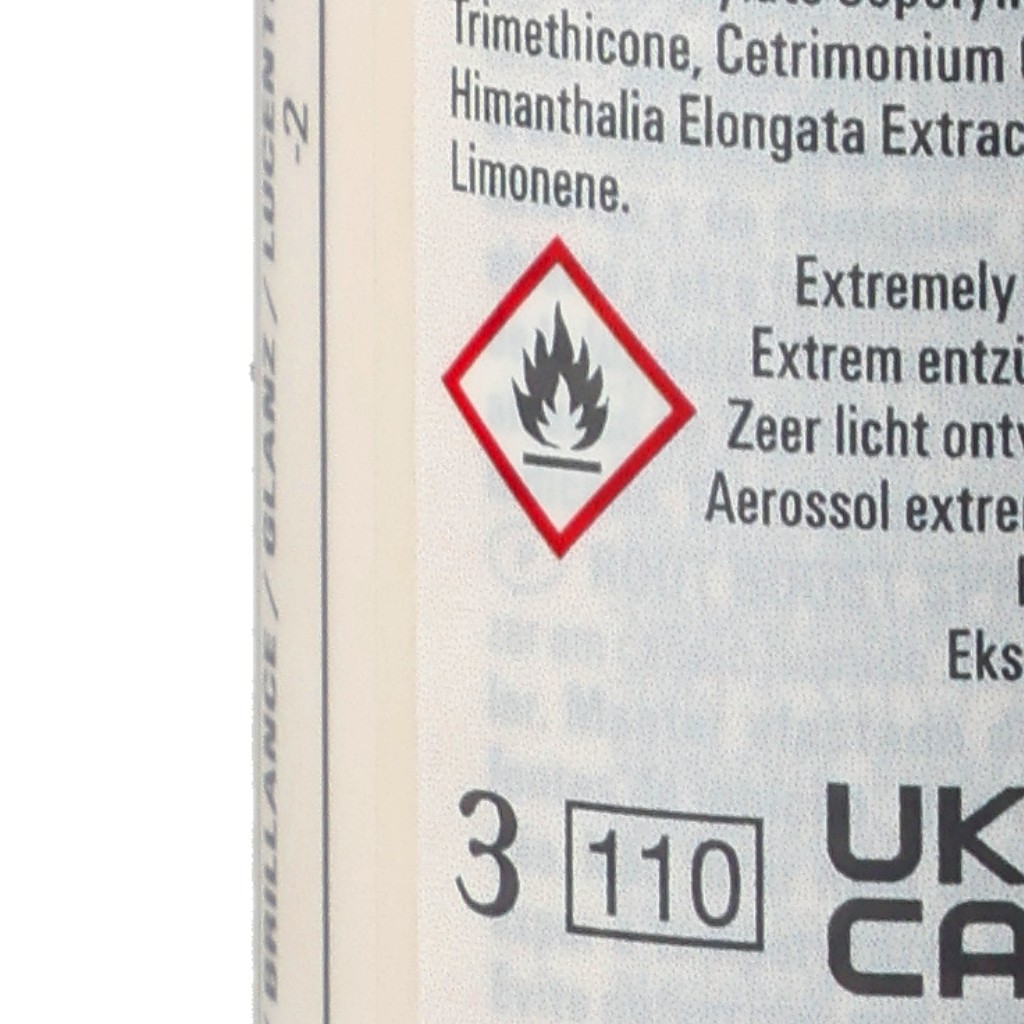 Trimethicone, Cetrimonium
Himanthalia Elongata Extrac
Limonene.
Extremely
Extrem entzü
Zeer licht ont
Aerossol extre
Eks
3 110 UK
CA
-2
BRILLANCE / GLANZ / LUCENT